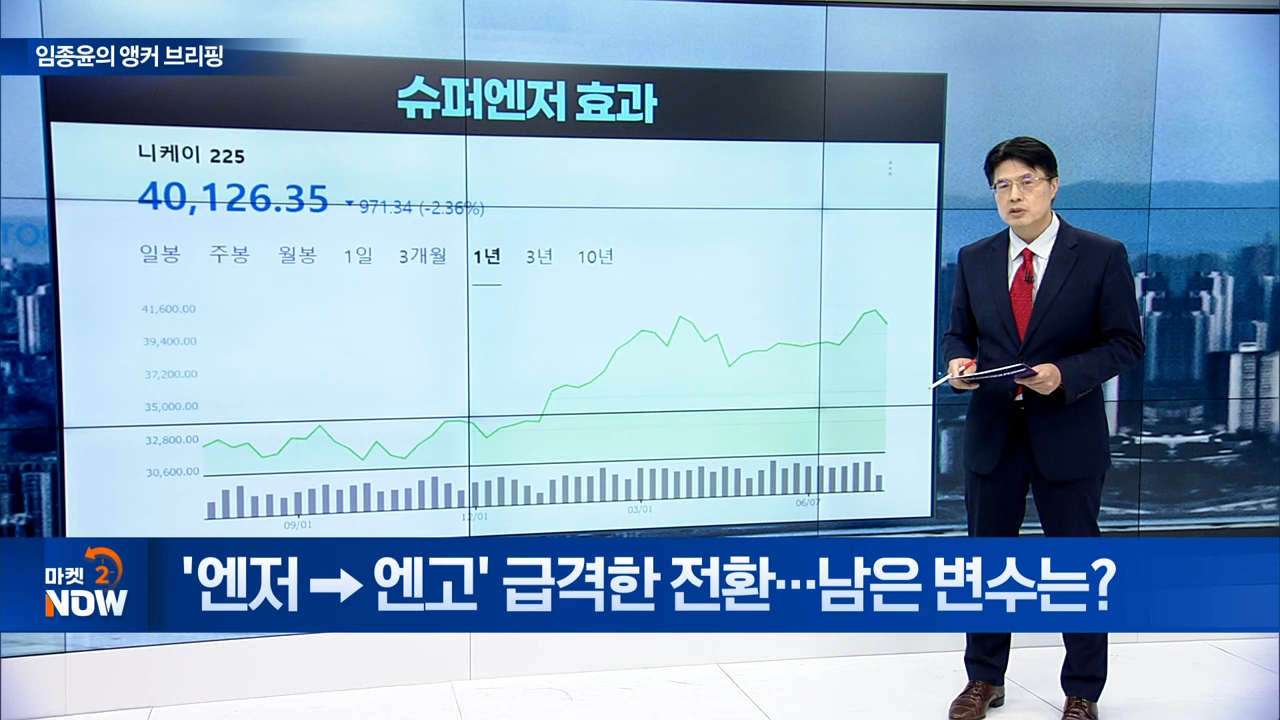 임종윤의 앵커 브리핑
슈퍼엔저 효과
니케이 225
40,126.35 ▼971.34 (-2.36%)
일봉 주봉 월봉 1일 3개월 1년 3년 10년
41,600.00
39,400.00
37,200.00
35,000.00
32,800.00
30,600.00
09/01 12/01 03/01 06/07
마켓 2
NOW
'엔저➡엔고' 급격한 전환…남은 변수는?